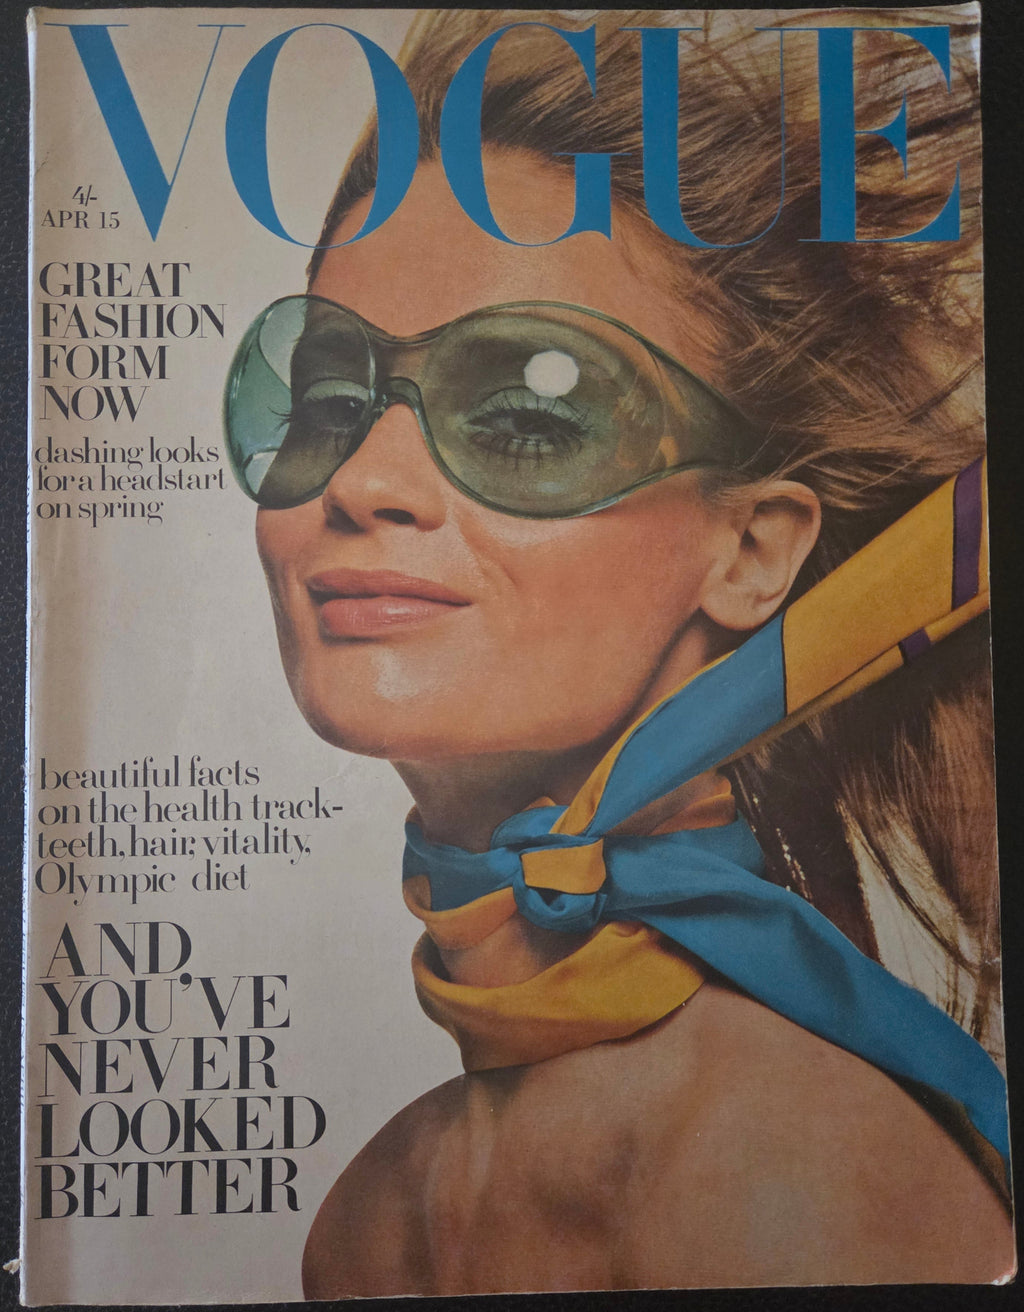 VOGUE
4/-
APR 15
GREAT
FASHION
FORM
NOW
dashing looks
for a headstart
on spring
beautiful facts
on the health track-
teeth, hair, vitality,
Olympic diet
AND,
YOU'VE
NEVER
LOOKED
BETTER